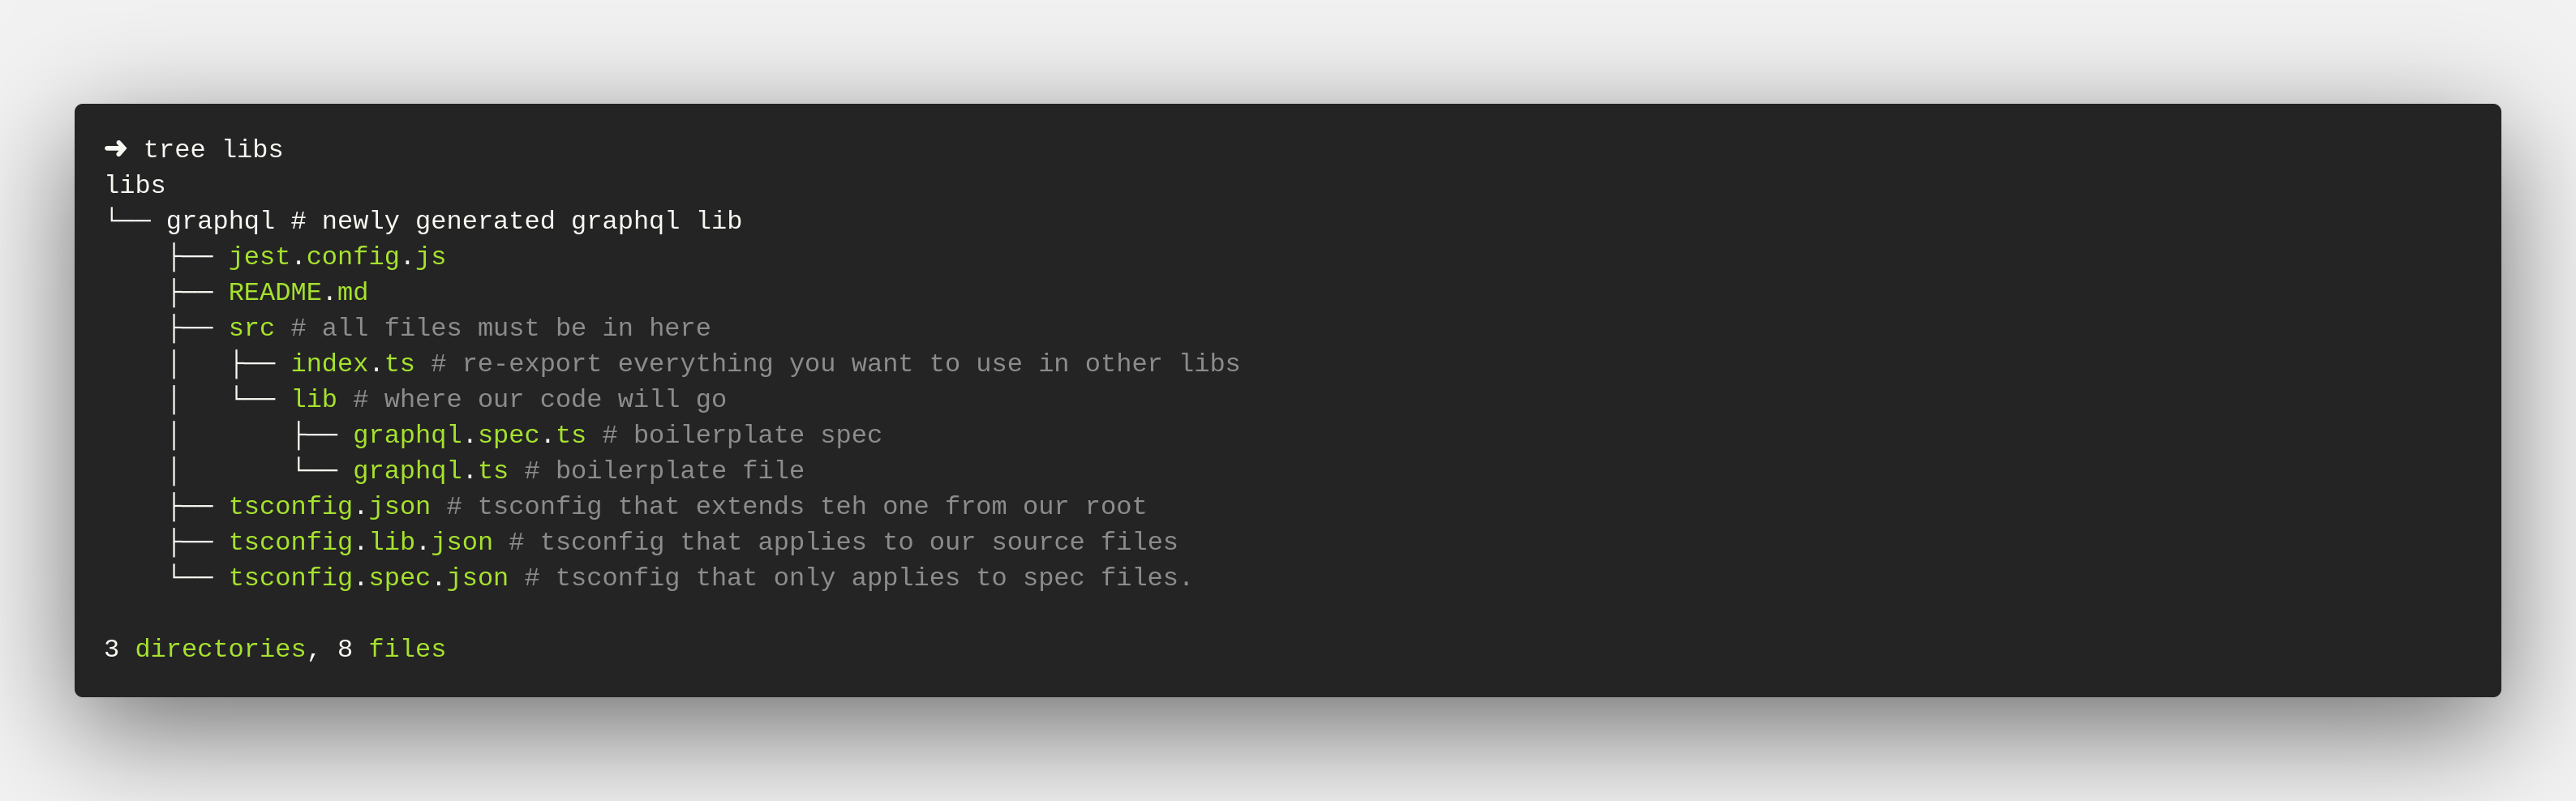 ➜ tree libs
libs
└── graphql # newly generated graphql lib
    ├── jest.config.js
    ├── README.md
    ├── src # all files must be in here
    │   ├── index.ts # re-export everything you want to use in other libs
    │   └── lib # where our code will go
    │       ├── graphql.spec.ts # boilerplate spec
    │       └── graphql.ts # boilerplate file
    ├── tsconfig.json # tsconfig that extends teh one from our root
    ├── tsconfig.lib.json # tsconfig that applies to our source files
    └── tsconfig.spec.json # tsconfig that only applies to spec files.

3 directories, 8 files